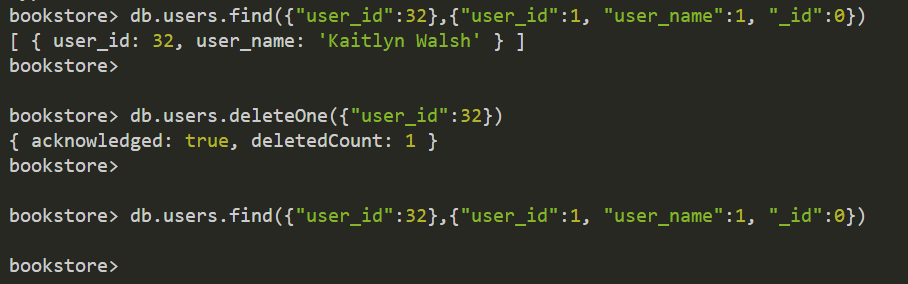 bookstore> db.users.find({"user_id":32},{"user_id":1, "user_name":1, "_id":0})
[ { user_id: 32, user_name: 'Kaitlyn Walsh' } ]
bookstore>
bookstore> db.users.deleteOne({"user_id":32})
{ acknowledged: true, deletedCount: 1 }
bookstore>
bookstore> db.users.find({"user_id":32},{"user_id":1, "user_name":1, "_id":0})
bookstore>